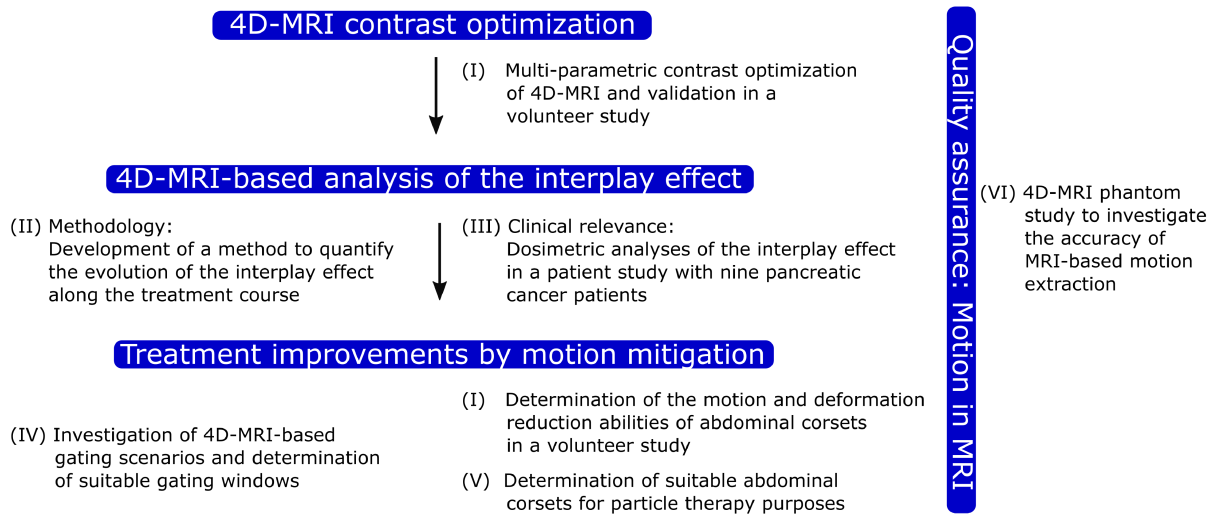 4D-MRI contrast optimization
(I) Multi-parametric contrast optimization
of 4D-MRI and validation in a
volunteer study
4D-MRI-based analysis of the interplay effect
(II) Methodology:
Development of a method to quantify
the evolution of the interplay effect
along the treatment course
(III) Clinical relevance:
Dosimetric analyses of the interplay effect
in a patient study with nine pancreatic
cancer patients
Treatment improvements by motion mitigation
(IV) Investigation of 4D-MRI-based
gating scenarios and determination
of suitable gating windows
(I) Determination of the motion and deformation
reduction abilities of abdominal corsets
in a volunteer study
(V) Determination of suitable abdominal
corsets for particle therapy purposes
Quality assurance: Motion in MRI
(VI) 4D-MRI phantom
study to investigate
the accuracy of
MRI-based motion
extraction